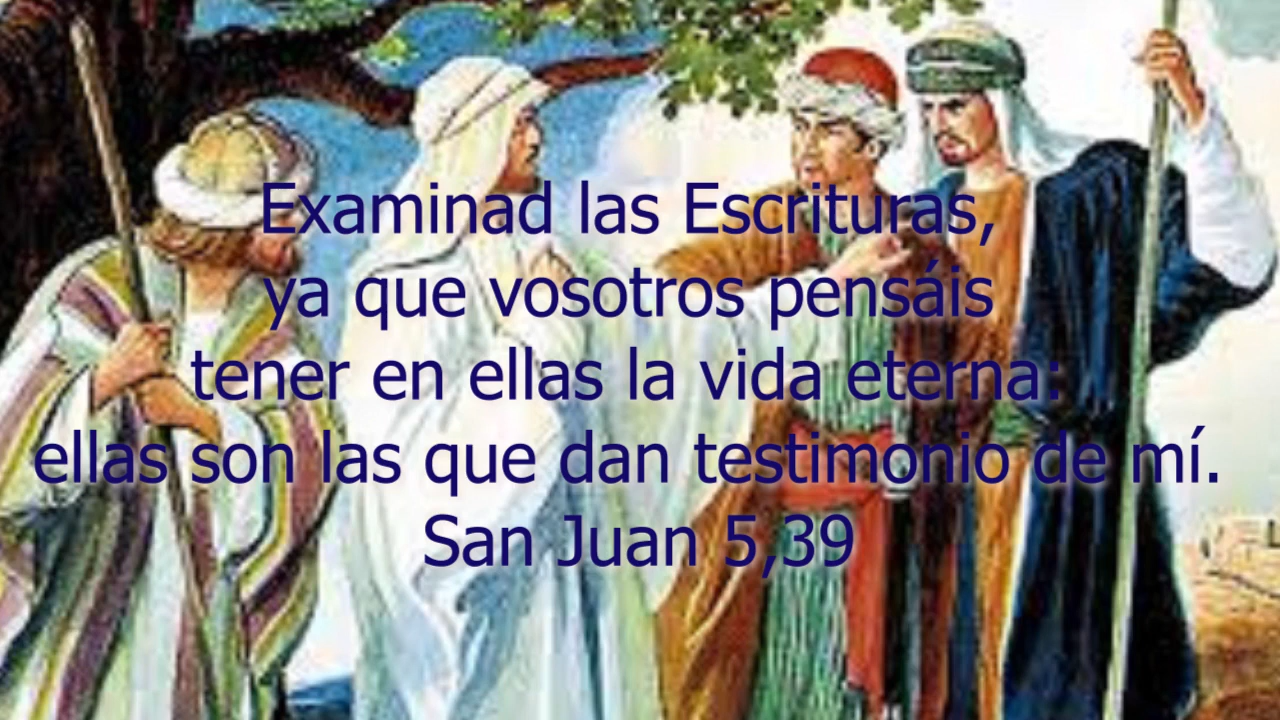 Examinad las Escrituras,
ya que vosotros pensáis
tener en ellas la vida eterna:
ellas son las que dan testimonio de mí.
San Juan 5,39